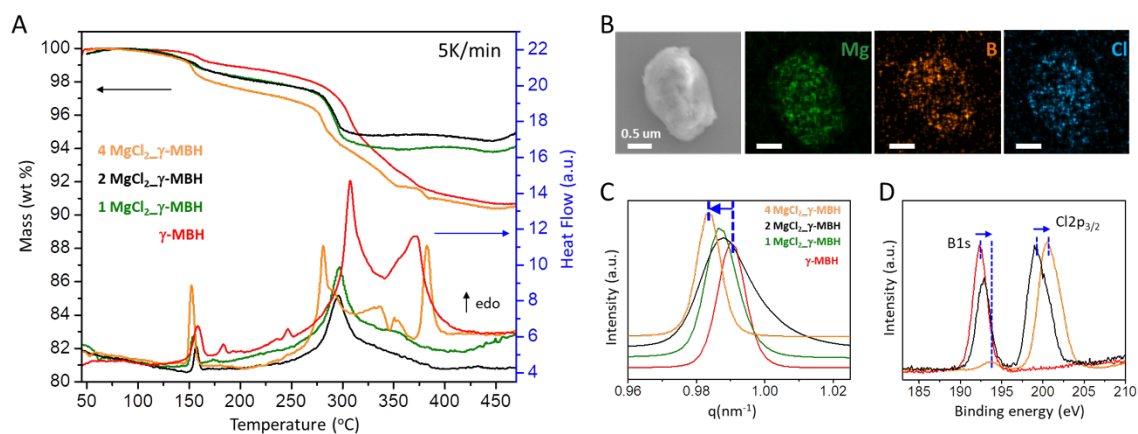 A
5K/min
Mass (wt %)
100
98
96
94
92
90
88
86
84
82
80
22
20
18
16
14
12
10
8
6
4
Heat Flow (a.u.)
4 MgCl2_γ-MBH
2 MgCl2_γ-MBH
1 MgCl2_γ-MBH
γ-MBH
edo
50 100 150 200 250 300 350 400 450
Temperature (°C)
B
Mg
B
Cl
0.5 um
C
4 MgCl2_γ-MBH
2 MgCl2_γ-MBH
1 MgCl2_γ-MBH
γ-MBH
Intensity (a.u.)
0.96 0.98 1.00 1.02
q(nm-1)
D
B1s
Cl2p3/2
Intensity (a.u.)
185 190 195 200 205 210
Binding energy (eV)